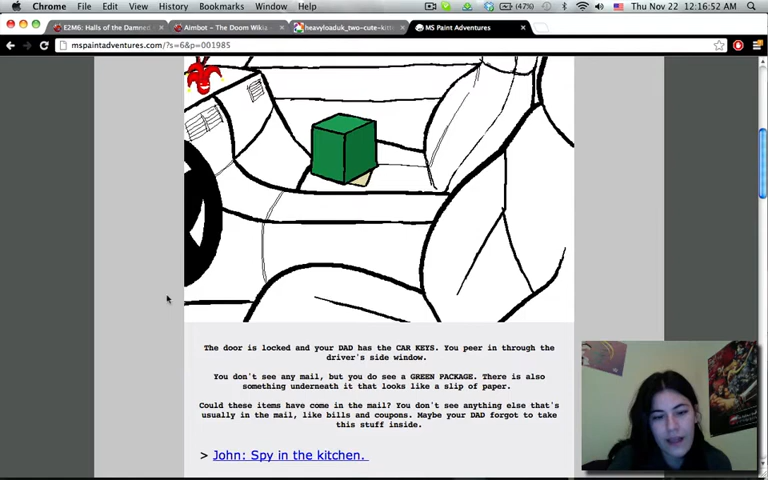 Chrome File Edit View History Bookmarks Window Help (47%) Thu Nov 22 12:16:52 AM
E2M6: Halls of the Damned Aimbot – The Doom Wiki heavyloaduk_two-cute-kit MS Paint Adventures
mspaintadventures.com/?s=6&p=001985
The door is locked and your DAD has the CAR KEYS. You peer in through the
driver's side window.
You don't see any mail, but you do see a GREEN PACKAGE. There is also
something underneath it that looks like a slip of paper.
Could these items have come in the mail? You don't see anything else that's
usually in the mail, like bills and coupons. Maybe your DAD forgot to take
this stuff inside.
> John: Spy in the kitchen.